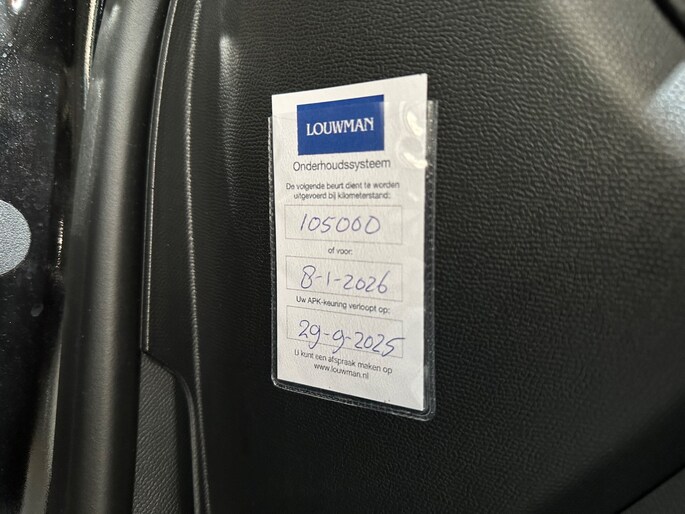 LOUWMAN
Onderhoudssysteem
De volgende beurt dient te worden
uitgevoerd bij kilometerstand:
105000
of voor:
8-1-2026
Uw APK-keuring verloopt op:
29-9-2025
U kunt een afspraak maken op
www.louwman.nl